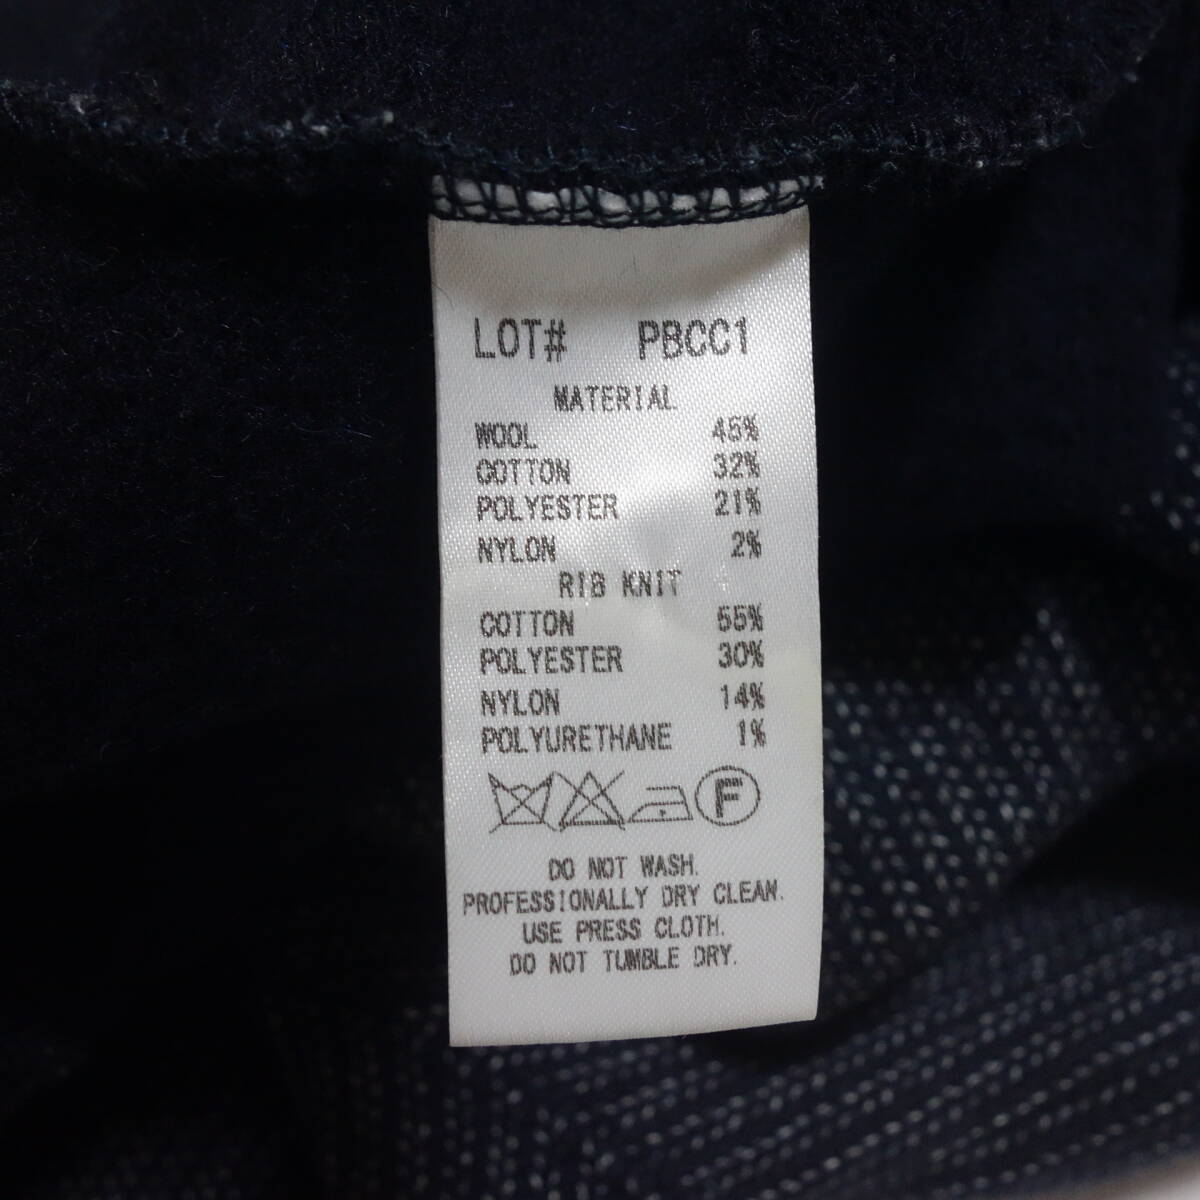 LOT# PBCC1
MATERIAL
WOOL 45%
COTTON 32%
POLYESTER 21%
NYLON 2%
RIB KNIT
COTTON 55%
POLYESTER 30%
NYLON 14%
POLYURETHANE 1%
F
DO NOT WASH.
PROFESSIONALLY DRY CLEAN.
USE PRESS CLOTH.
DO NOT TUMBLE DRY.